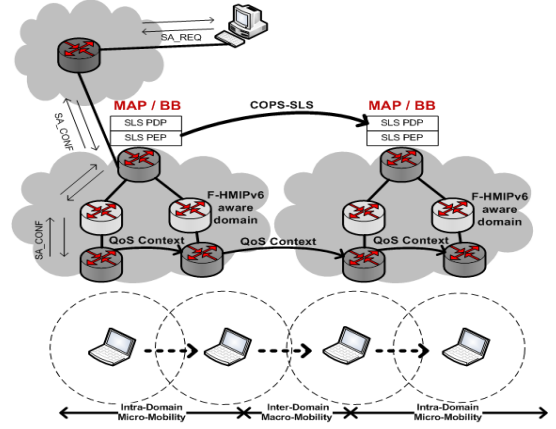 SA_REQ
MAP / BB
COPS-SLS
MAP / BB
SLS PDP
SLS PEP
SLS PDP
SLS PEP
SA_CONF
F-HMIPv6
aware
domain
F-HMIPv6
aware
domain
SA_CONF
QoS Context
QoS Context
QoS Context
Intra-Domain
Micro-Mobility
Inter-Domain
Macro-Mobility
Intra-Domain
Micro-Mobility